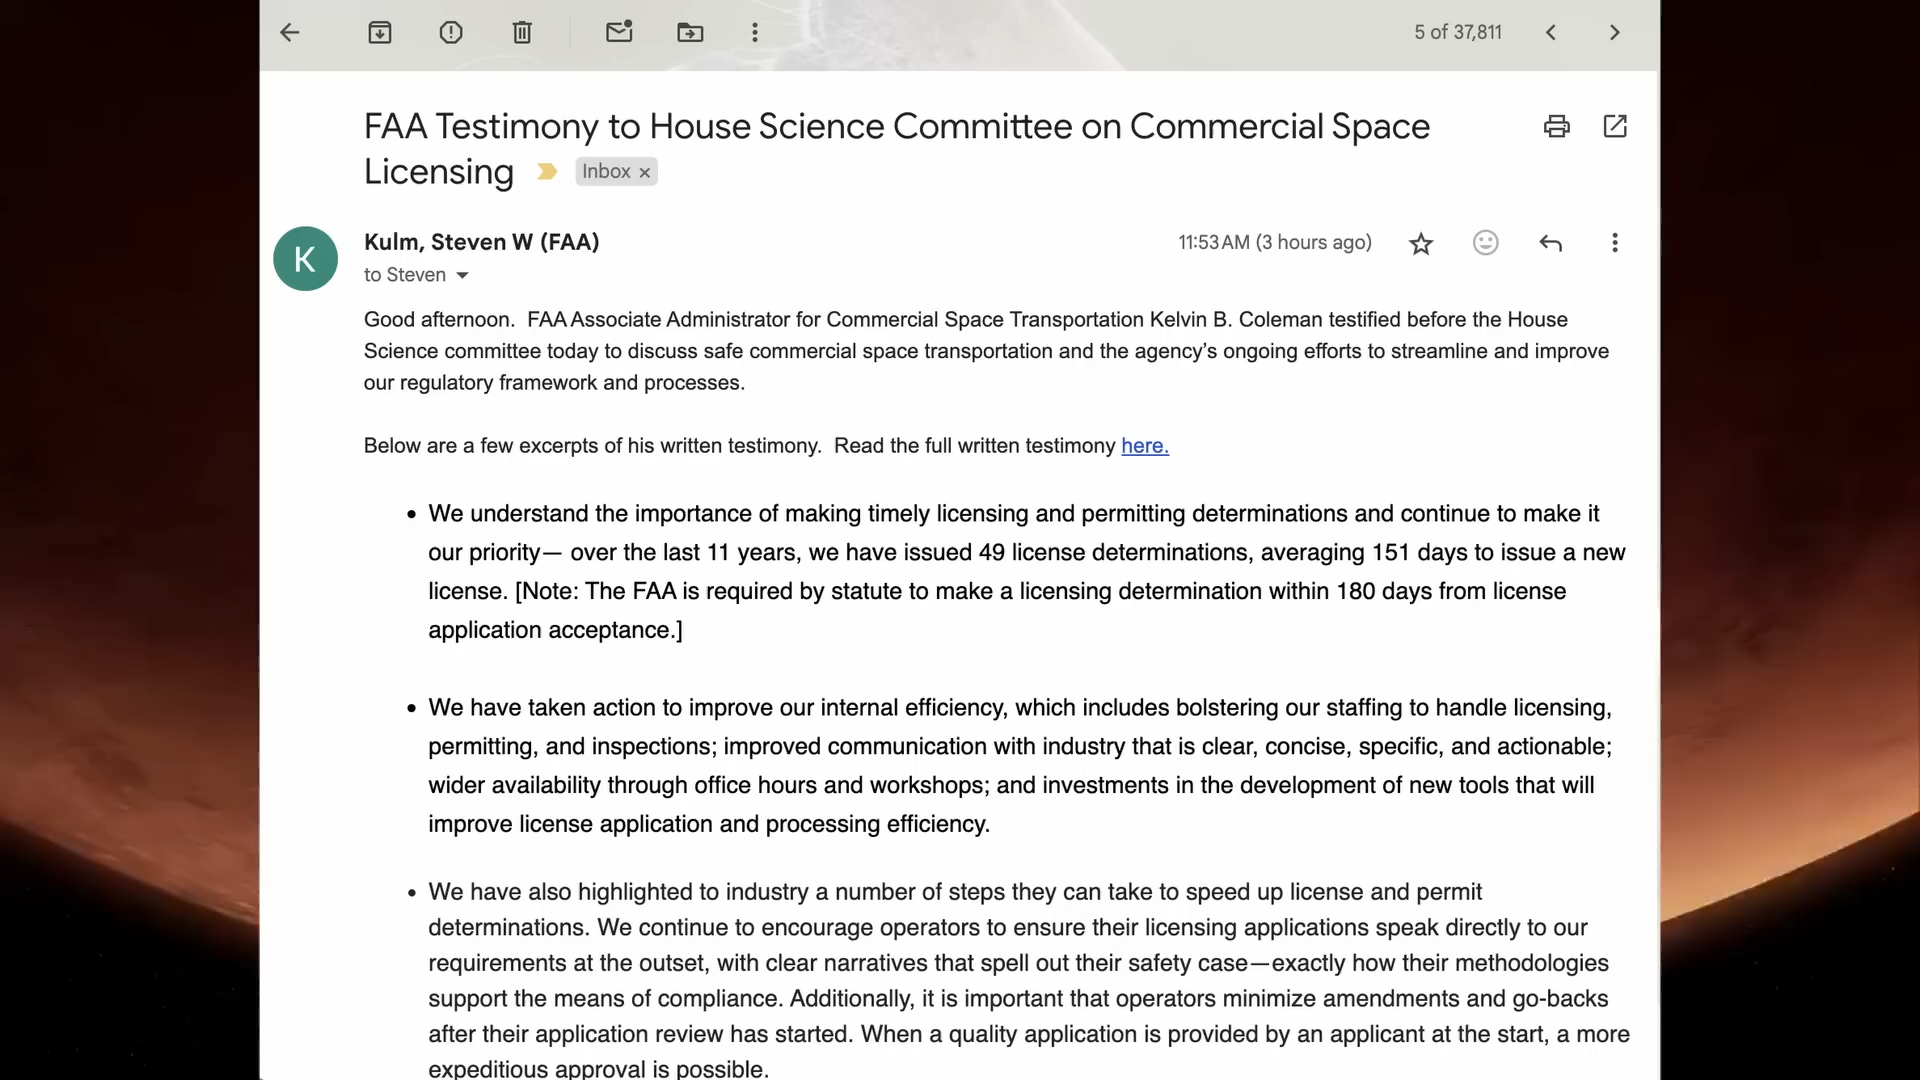 5 of 37,811
FAA Testimony to House Science Committee on Commercial Space
Licensing Inbox ×
K
Kulm, Steven W (FAA)
11:53 AM (3 hours ago)
to Steven
Good afternoon. FAA Associate Administrator for Commercial Space Transportation Kelvin B. Coleman testified before the House
Science committee today to discuss safe commercial space transportation and the agency’s ongoing efforts to streamline and improve
our regulatory framework and processes.
Below are a few excerpts of his written testimony. Read the full written testimony here.
• We understand the importance of making timely licensing and permitting determinations and continue to make it
our priority— over the last 11 years, we have issued 49 license determinations, averaging 151 days to issue a new
license. [Note: The FAA is required by statute to make a licensing determination within 180 days from license
application acceptance.]
• We have taken action to improve our internal efficiency, which includes bolstering our staffing to handle licensing,
permitting, and inspections; improved communication with industry that is clear, concise, specific, and actionable;
wider availability through office hours and workshops; and investments in the development of new tools that will
improve license application and processing efficiency.
• We have also highlighted to industry a number of steps they can take to speed up license and permit
determinations. We continue to encourage operators to ensure their licensing applications speak directly to our
requirements at the outset, with clear narratives that spell out their safety case—exactly how their methodologies
support the means of compliance. Additionally, it is important that operators minimize amendments and go-backs
after their application review has started. When a quality application is provided by an applicant at the start, a more
expeditious approval is possible.